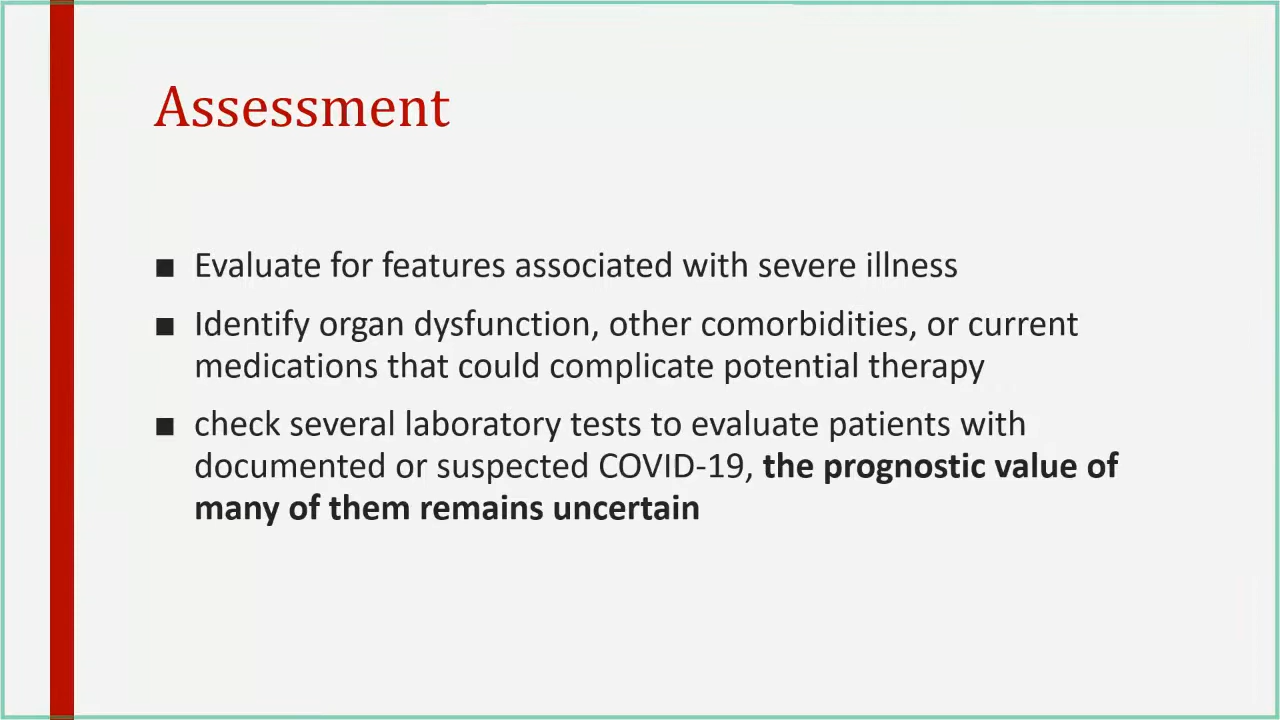 Assessment
■ Evaluate for features associated with severe illness
■ Identify organ dysfunction, other comorbidities, or current
medications that could complicate potential therapy
■ check several laboratory tests to evaluate patients with
documented or suspected COVID-19, the prognostic value of
many of them remains uncertain